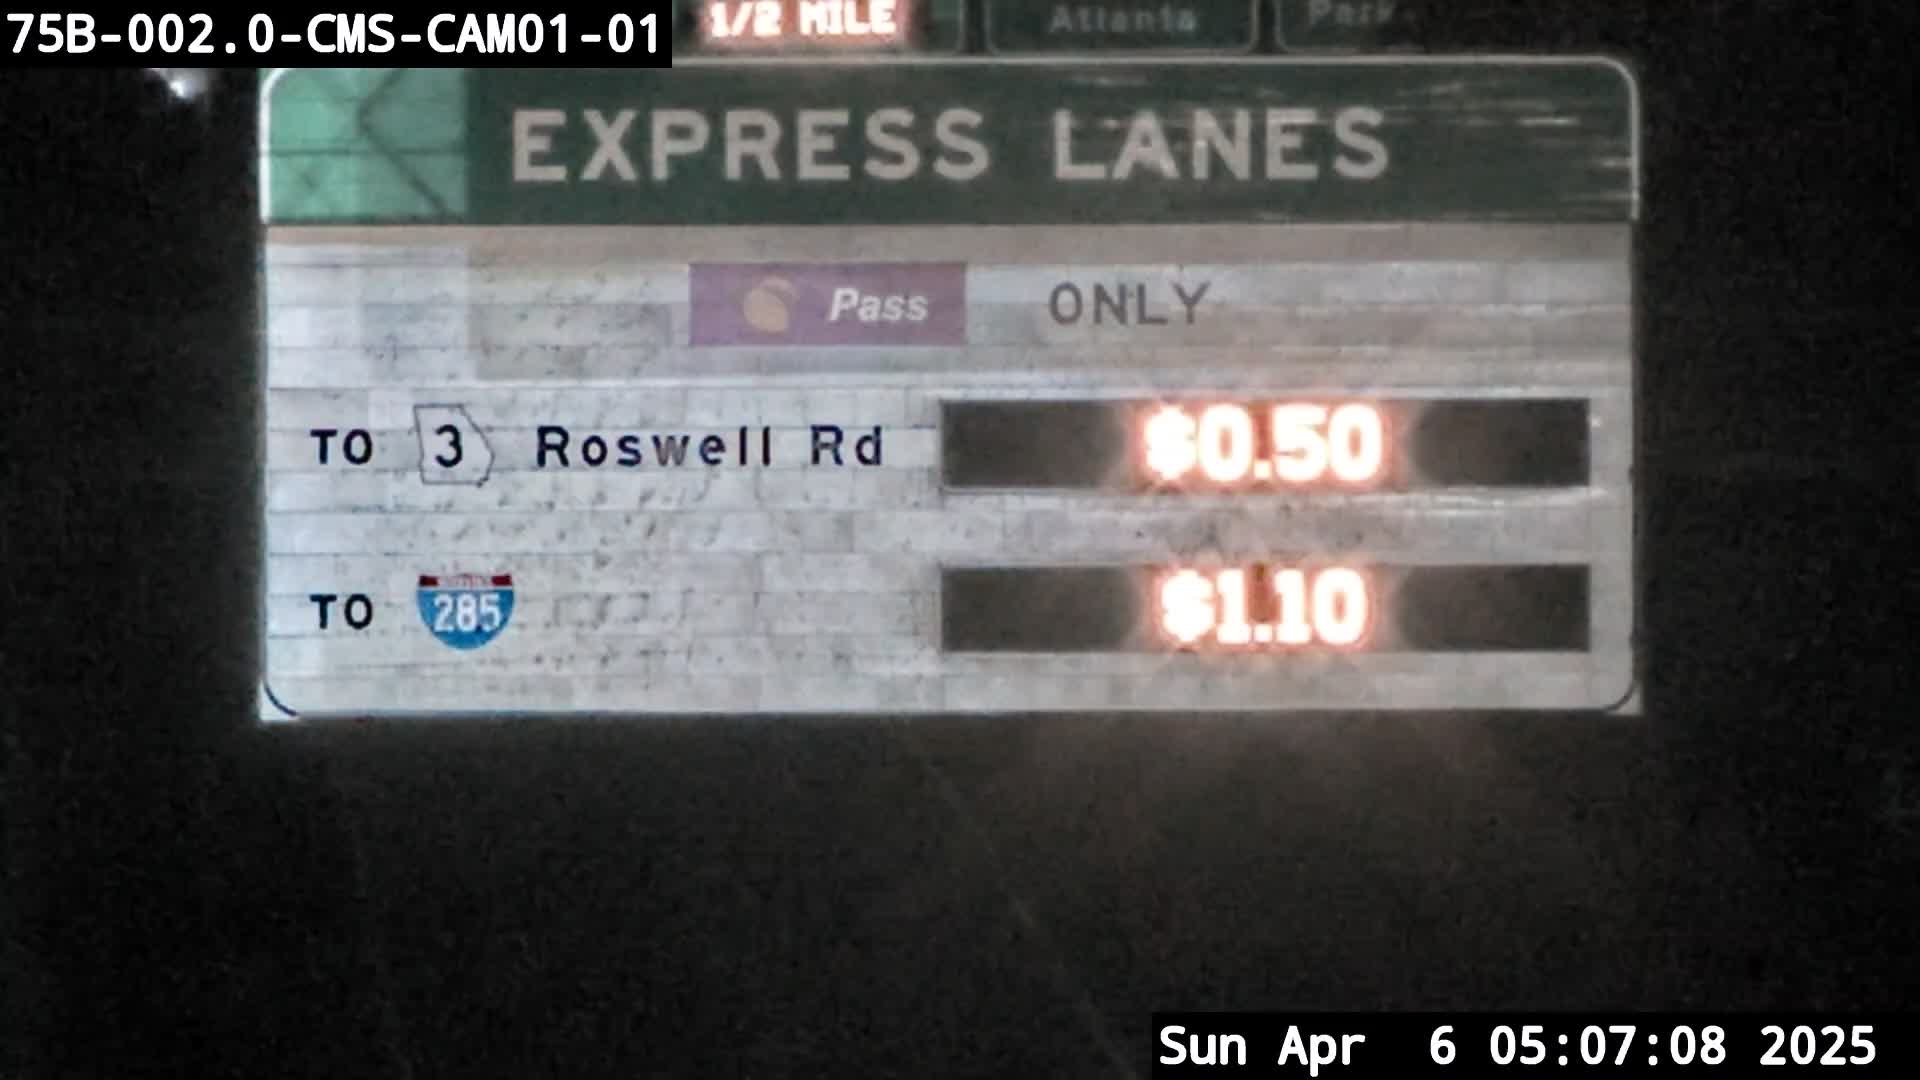 75B-002.0-CMS-CAM01-01
1/2 MILE
Atlanta
Park
EXPRESS LANES
Pass ONLY
TO 3 Roswell Rd $0.50
TO 285 $1.10
Sun Apr 6 05:07:08 2025